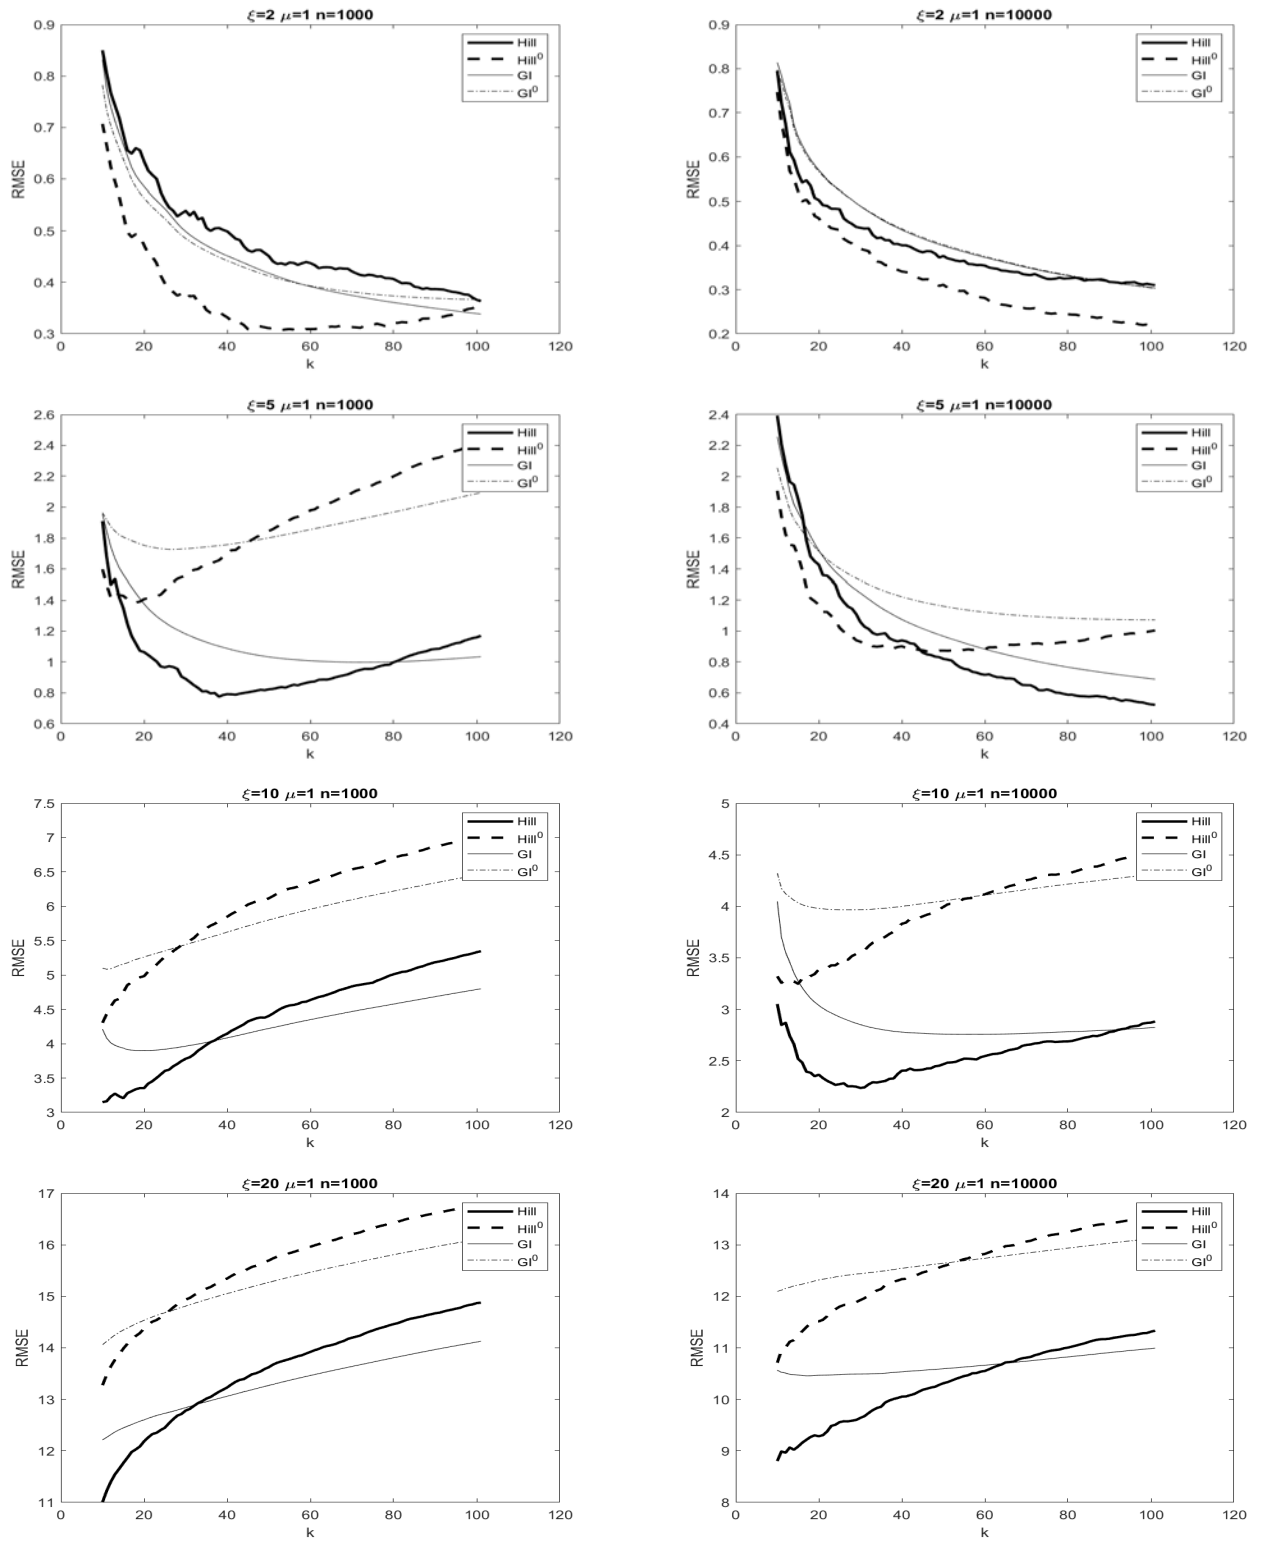 ξ=2 μ=1 n=1000
RMSE
0.9
0.8
0.7
0.6
0.5
0.4
0.3
0 20 40 60 80 100 120
k
Hill
Hill⁰
GI
GI⁰
ξ=2 μ=1 n=10000
RMSE
0.9
0.8
0.7
0.6
0.5
0.4
0.3
0.2
0 20 40 60 80 100 120
k
Hill
Hill⁰
GI
GI⁰
ξ=5 μ=1 n=1000
RMSE
2.6
2.4
2.2
2
1.8
1.6
1.4
1.2
1
0.8
0.6
0 20 40 60 80 100 120
k
Hill
Hill⁰
GI
GI⁰
ξ=5 μ=1 n=10000
RMSE
2.4
2.2
2
1.8
1.6
1.4
1.2
1
0.8
0.6
0.4
0 20 40 60 80 100 120
k
Hill
Hill⁰
GI
GI⁰
ξ=10 μ=1 n=1000
RMSE
7.5
7
6.5
6
5.5
5
4.5
4
3.5
3
0 20 40 60 80 100 120
k
Hill
Hill⁰
GI
GI⁰
ξ=10 μ=1 n=10000
RMSE
5
4.5
4
3.5
3
2.5
2
0 20 40 60 80 100 120
k
Hill
Hill⁰
GI
GI⁰
ξ=20 μ=1 n=1000
RMSE
17
16
15
14
13
12
11
0 20 40 60 80 100 120
k
Hill
Hill⁰
GI
GI⁰
ξ=20 μ=1 n=10000
RMSE
14
13
12
11
10
9
8
0 20 40 60 80 100 120
k
Hill
Hill⁰
GI
GI⁰